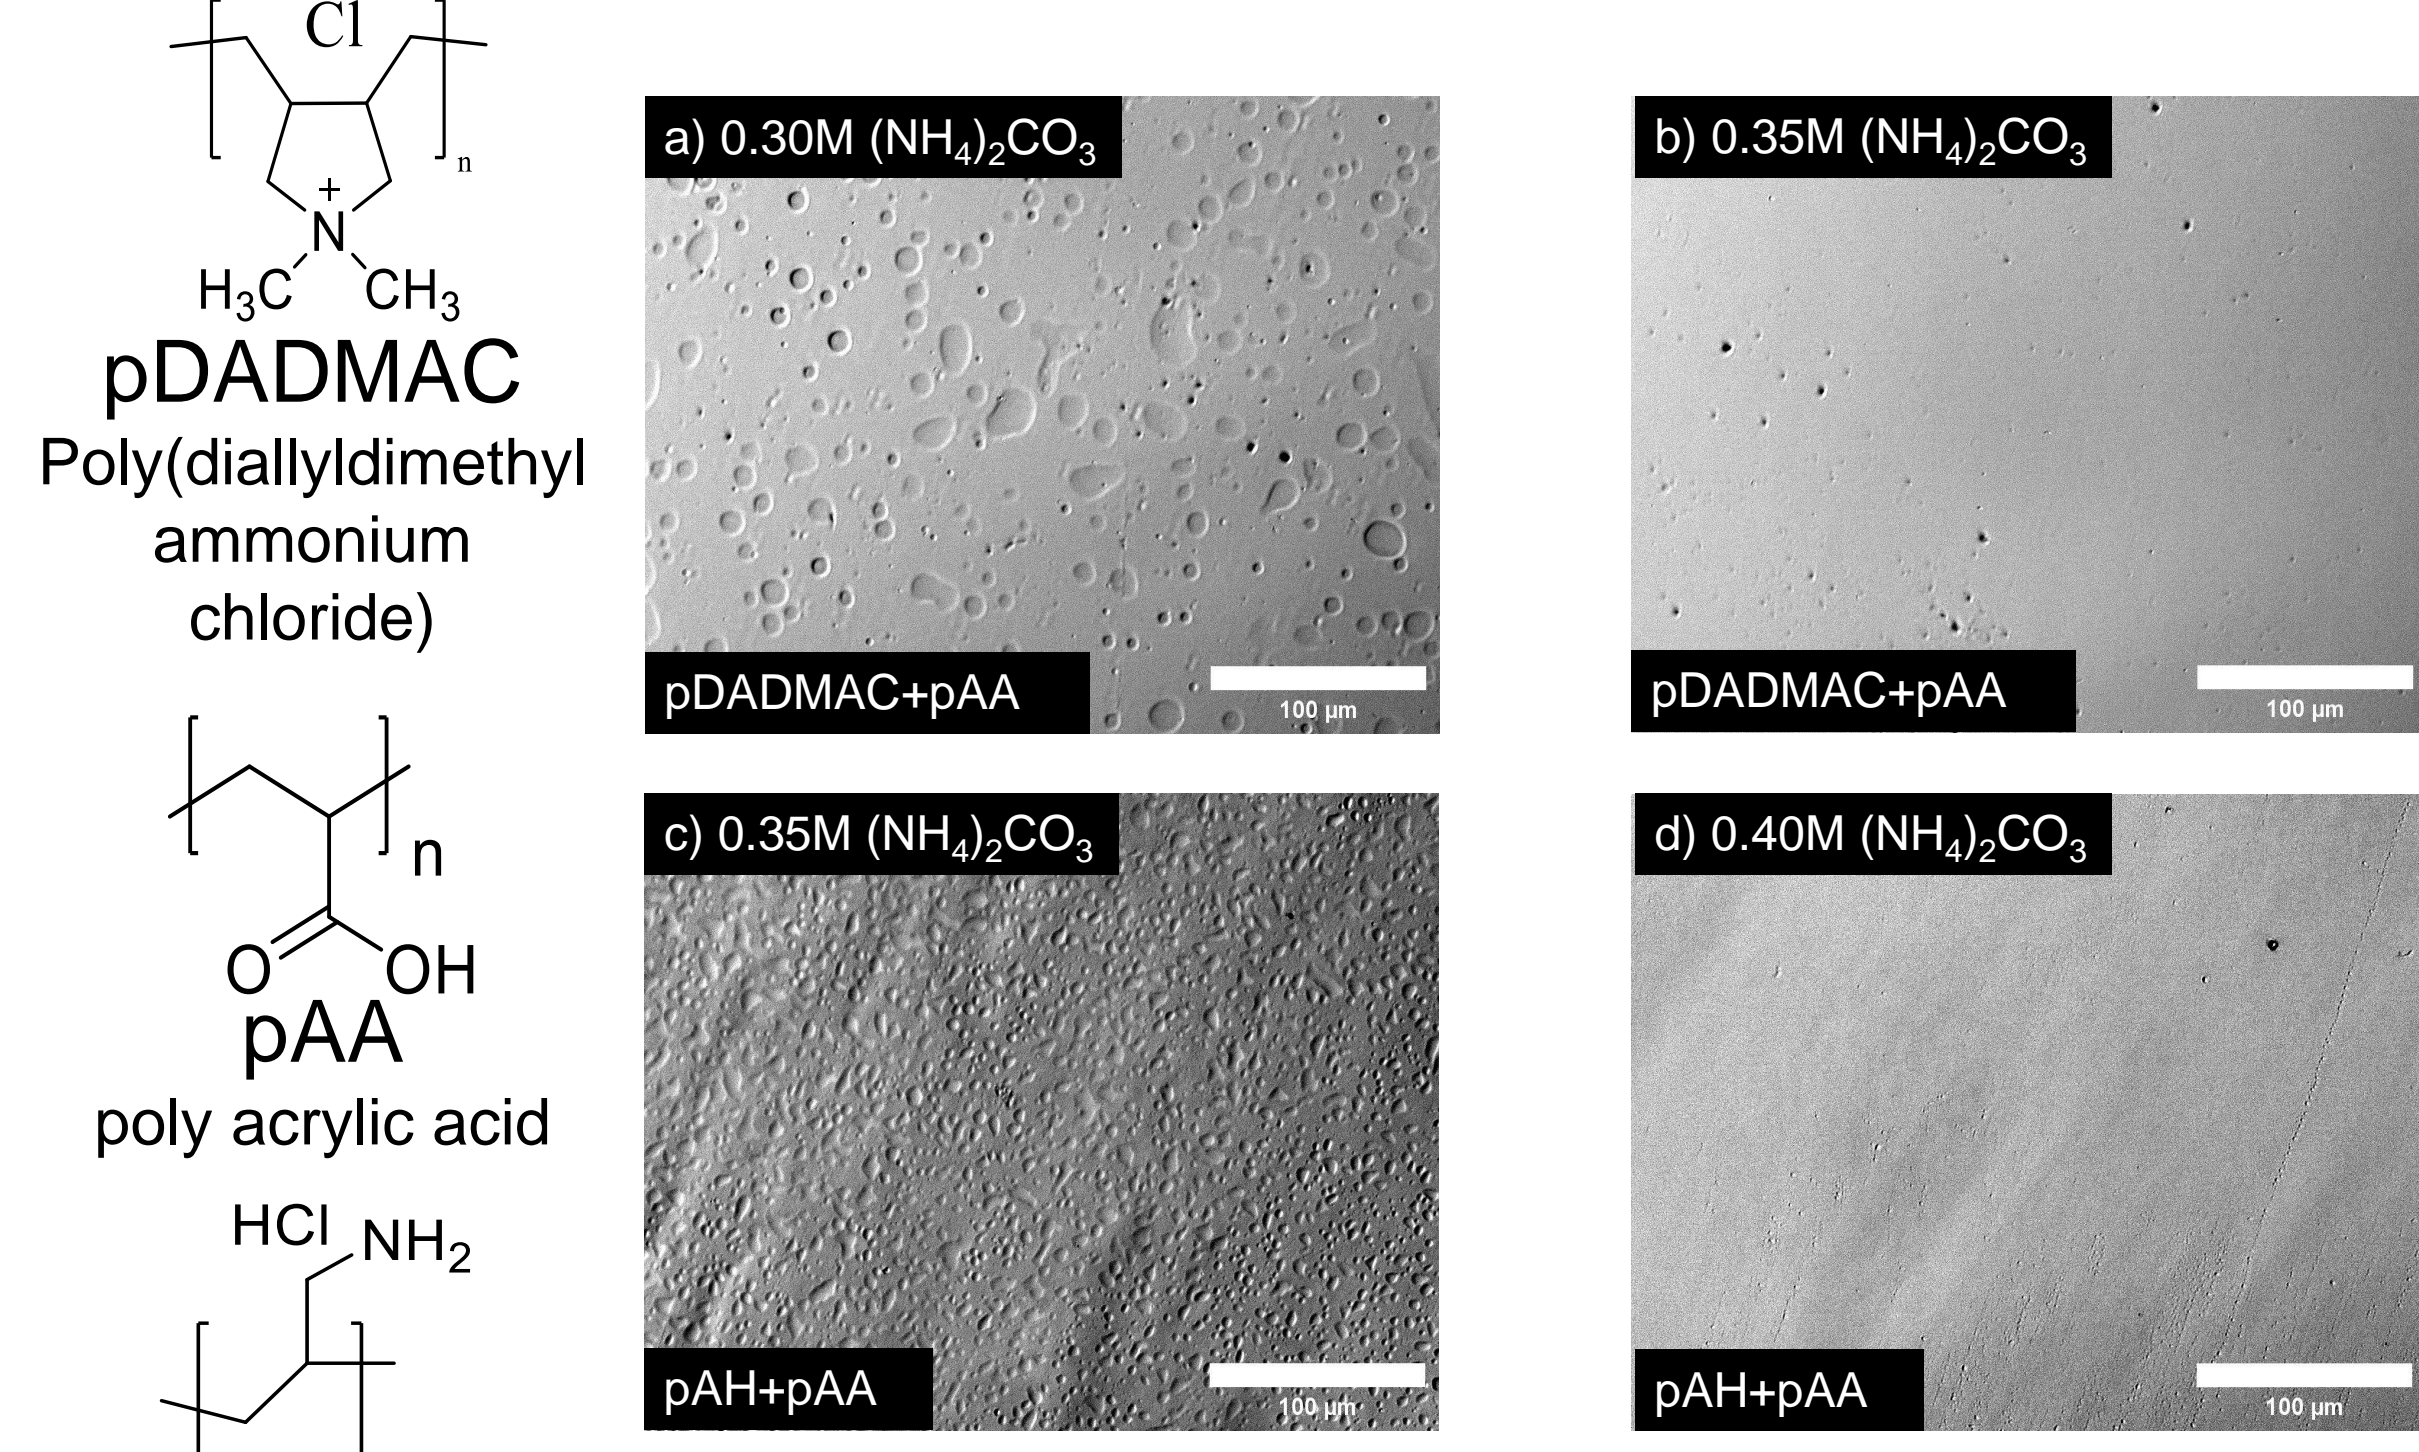 Cl
n
+
N
H₃C CH₃
pDADMAC
Poly(diallyldimethyl
ammonium
chloride)
n
O OH
pAA
poly acrylic acid
HCl NH₂
a) 0.30M (NH₄)₂CO₃
pDADMAC+pAA
100 µm
b) 0.35M (NH₄)₂CO₃
pDADMAC+pAA
100 µm
c) 0.35M (NH₄)₂CO₃
pAH+pAA
100 µm
d) 0.40M (NH₄)₂CO₃
pAH+pAA
100 µm